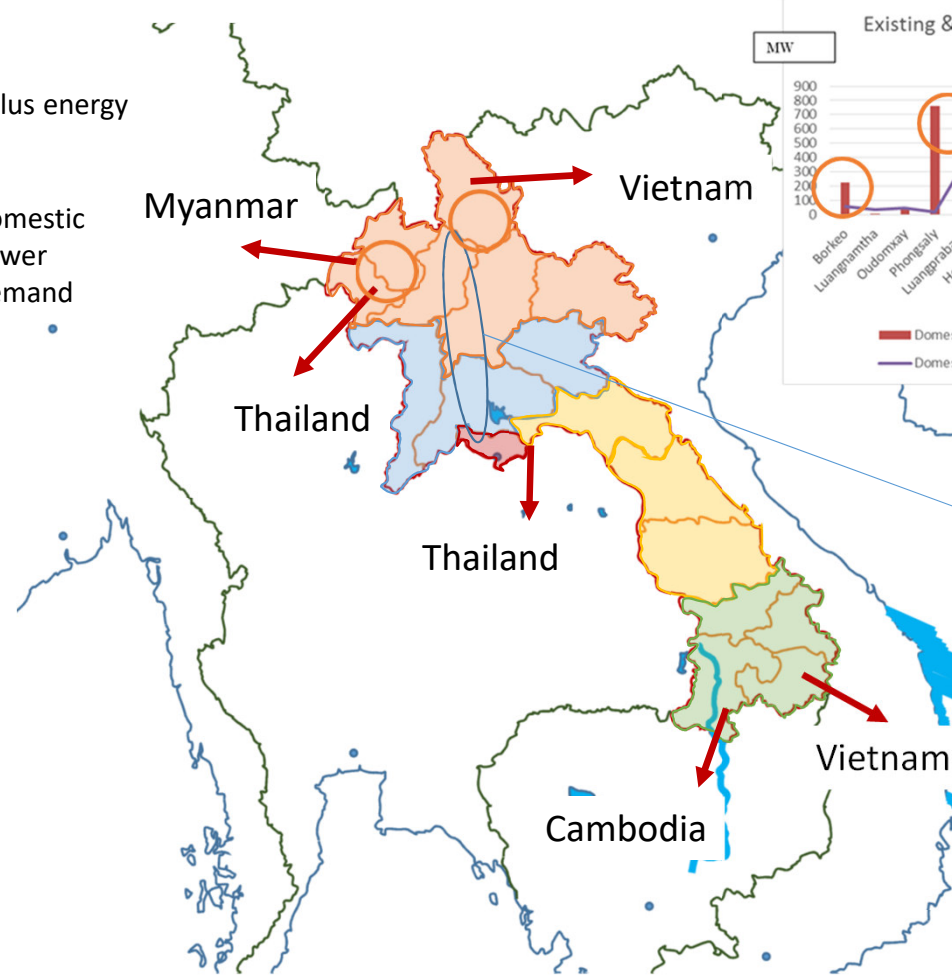 lus energy
omestic
wer
emand
Myanmar
Vietnam
Thailand
Thailand
Vietnam
Cambodia
Existing &
MW
900
800
700
600
500
400
300
200
100
0
Borkeo
Luangnamtha
Oudomxay
Phongsaly
Luangprab
H
Dome
Dome